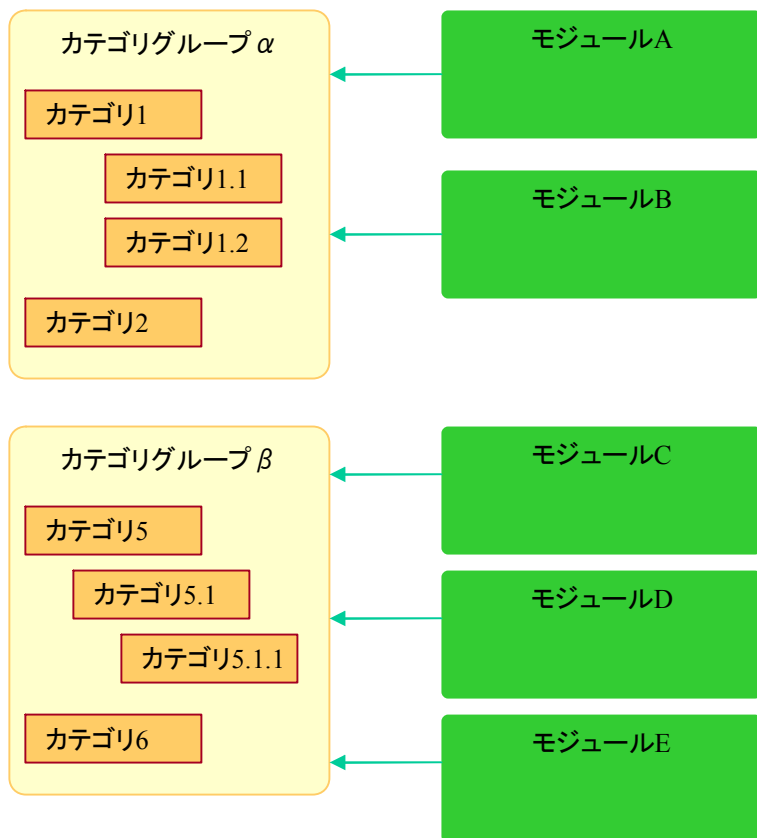 カテゴリグループα
カテゴリ1
カテゴリ1.1
カテゴリ1.2
カテゴリ2
モジュールA
モジュールB
カテゴリグループβ
カテゴリ5
カテゴリ5.1
カテゴリ5.1.1
カテゴリ6
モジュールC
モジュールD
モジュールE